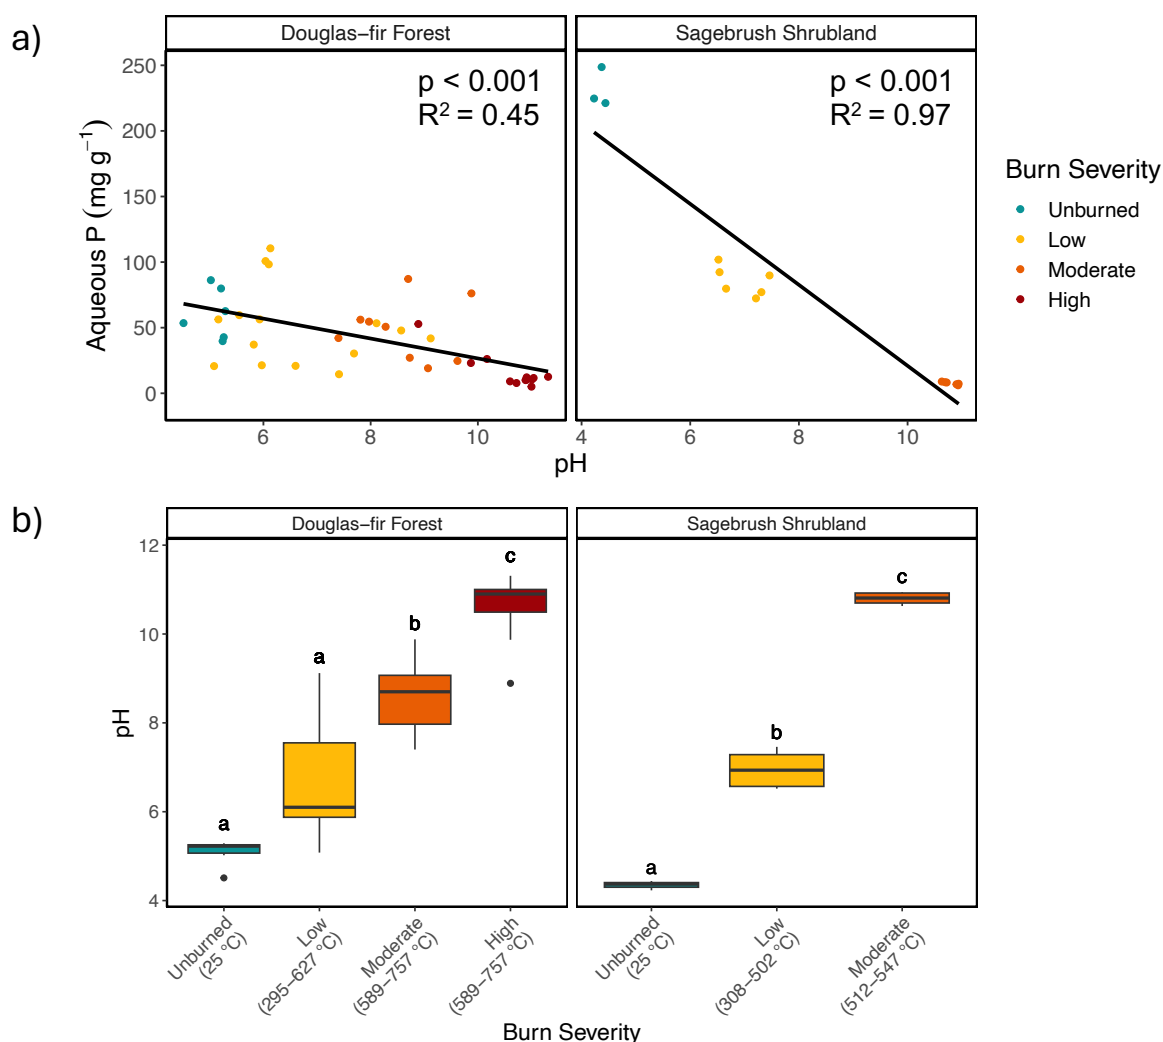 a)
Douglas–fir Forest
Sagebrush Shrubland
Aqueous P (mg g⁻¹)
250
200
150
100
50
0
p < 0.001
R² = 0.45
p < 0.001
R² = 0.97
6 8 10
4 6 8 10
pH
Burn Severity
Unburned
Low
Moderate
High
b)
Douglas–fir Forest
Sagebrush Shrubland
pH
12
10
8
6
4
a
a
b
c
a
b
c
Unburned
(25 °C)
Low
(295–627 °C)
Moderate
(589–757 °C)
High
(589–757 °C)
Unburned
(25 °C)
Low
(308–502 °C)
Moderate
(512–547 °C)
Burn Severity